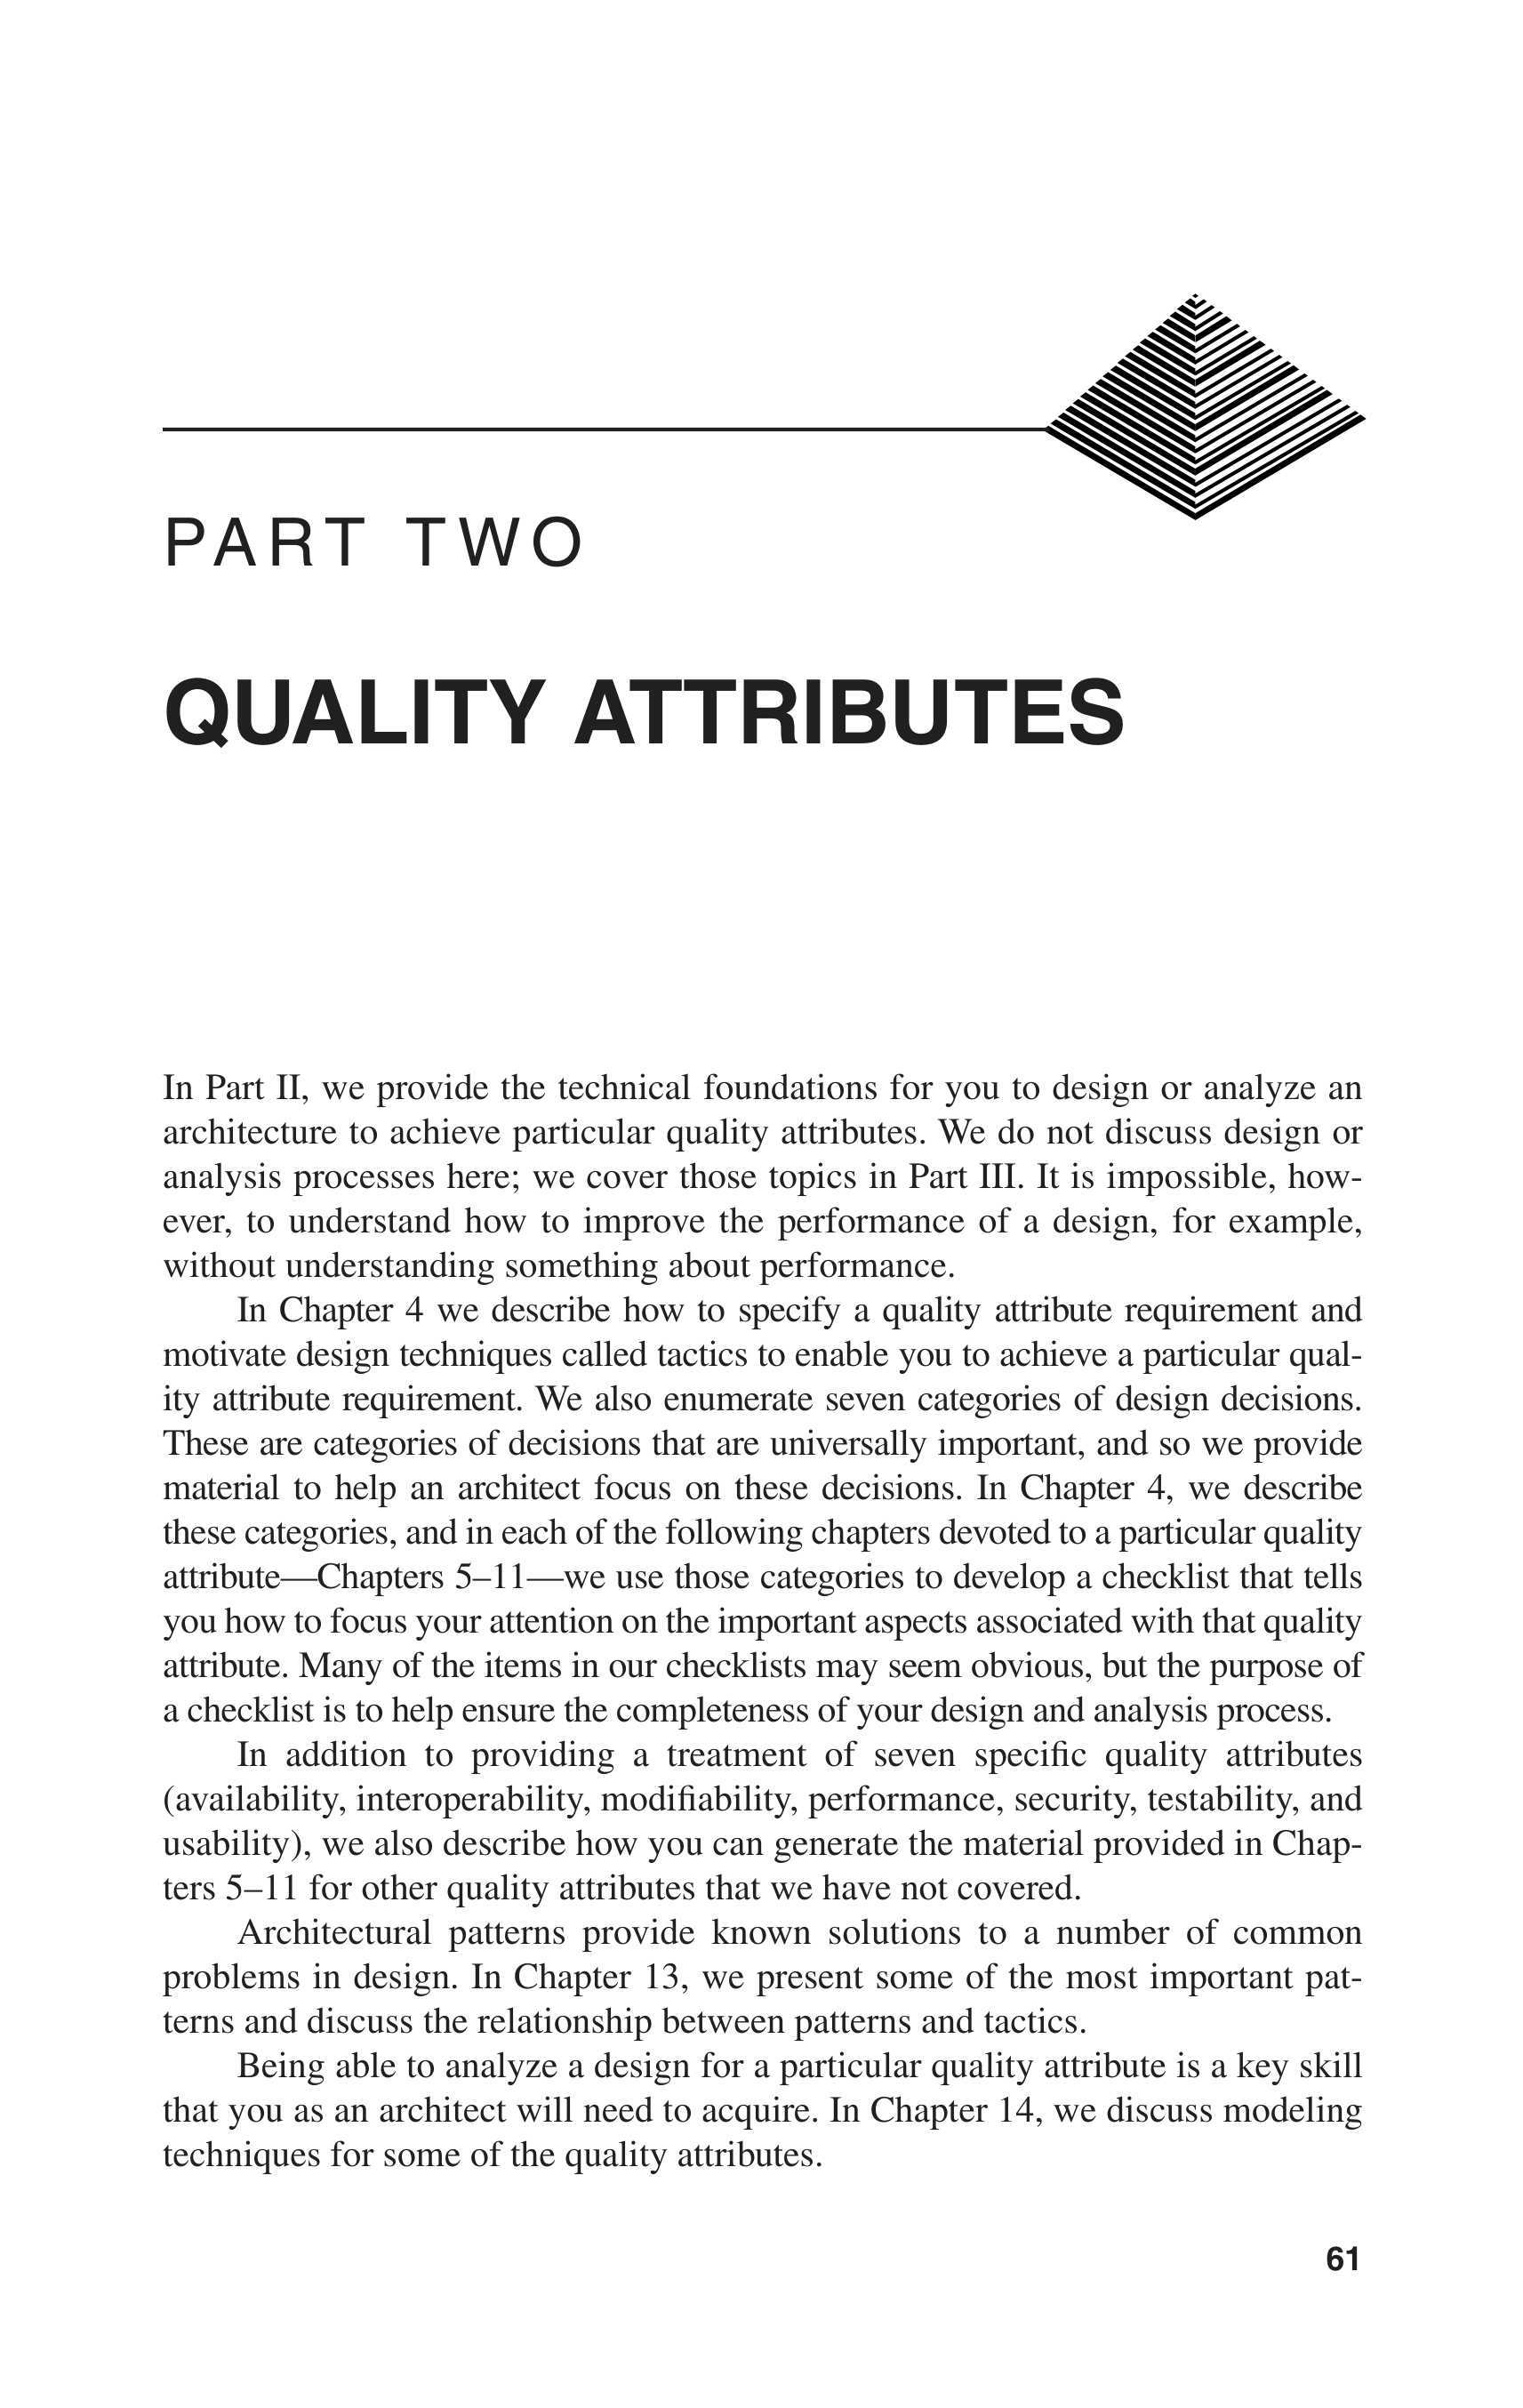 PART TWO
QUALITY ATTRIBUTES
In Part II, we provide the technical foundations for you to design or analyze an
architecture to achieve particular quality attributes. We do not discuss design or
analysis processes here; we cover those topics in Part III. It is impossible, how-
ever, to understand how to improve the performance of a design, for example,
without understanding something about performance.
In Chapter 4 we describe how to specify a quality attribute requirement and
motivate design techniques called tactics to enable you to achieve a particular qual-
ity attribute requirement. We also enumerate seven categories of design decisions.
These are categories of decisions that are universally important, and so we provide
material to help an architect focus on these decisions. In Chapter 4, we describe
these categories, and in each of the following chapters devoted to a particular quality
attribute—Chapters 5–11—we use those categories to develop a checklist that tells
you how to focus your attention on the important aspects associated with that quality
attribute. Many of the items in our checklists may seem obvious, but the purpose of
a checklist is to help ensure the completeness of your design and analysis process.
In addition to providing a treatment of seven specific quality attributes
(availability, interoperability, modifiability, performance, security, testability, and
usability), we also describe how you can generate the material provided in Chap-
ters 5–11 for other quality attributes that we have not covered.
Architectural patterns provide known solutions to a number of common
problems in design. In Chapter 13, we present some of the most important pat-
terns and discuss the relationship between patterns and tactics.
Being able to analyze a design for a particular quality attribute is a key skill
that you as an architect will need to acquire. In Chapter 14, we discuss modeling
techniques for some of the quality attributes.
61